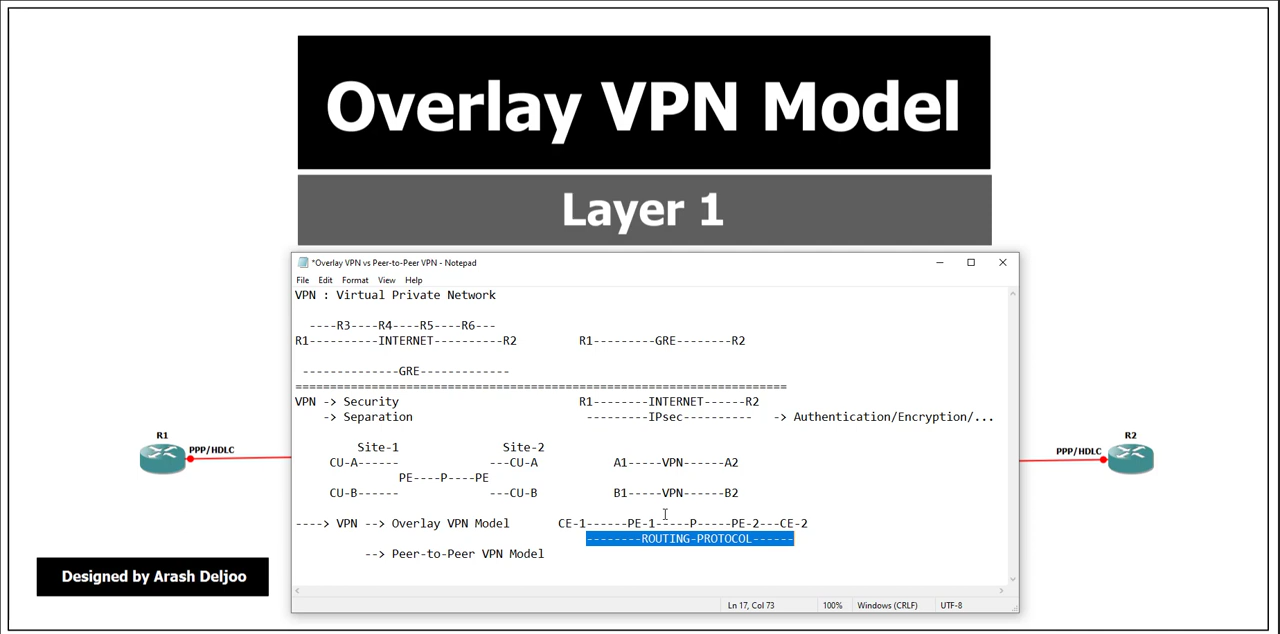 Overlay VPN Model
Layer 1
*Overlay VPN vs Peer-to-Peer VPN - Notepad
File Edit Format View Help
VPN : Virtual Private Network
----R3----R4----R5----R6---
R1----------INTERNET----------R2 R1---------GRE--------R2
--------------GRE-------------
=======================================================================
VPN -> Security R1--------INTERNET------R2
-> Separation ---------IPsec---------- -> Authentication/Encryption/...
Site-1 Site-2
CU-A------ ---CU-A A1-----VPN------A2
PE----P----PE
CU-B------ ---CU-B B1-----VPN------B2
----> VPN --> Overlay VPN Model CE-1------PE-1-----P-----PE-2---CE-2
--------ROUTING-PROTOCOL------
--> Peer-to-Peer VPN Model
Ln 17, Col 73 100% Windows (CRLF) UTF-8
R1
PPP/HDLC
R2
PPP/HDLC
Designed by Arash Deljoo